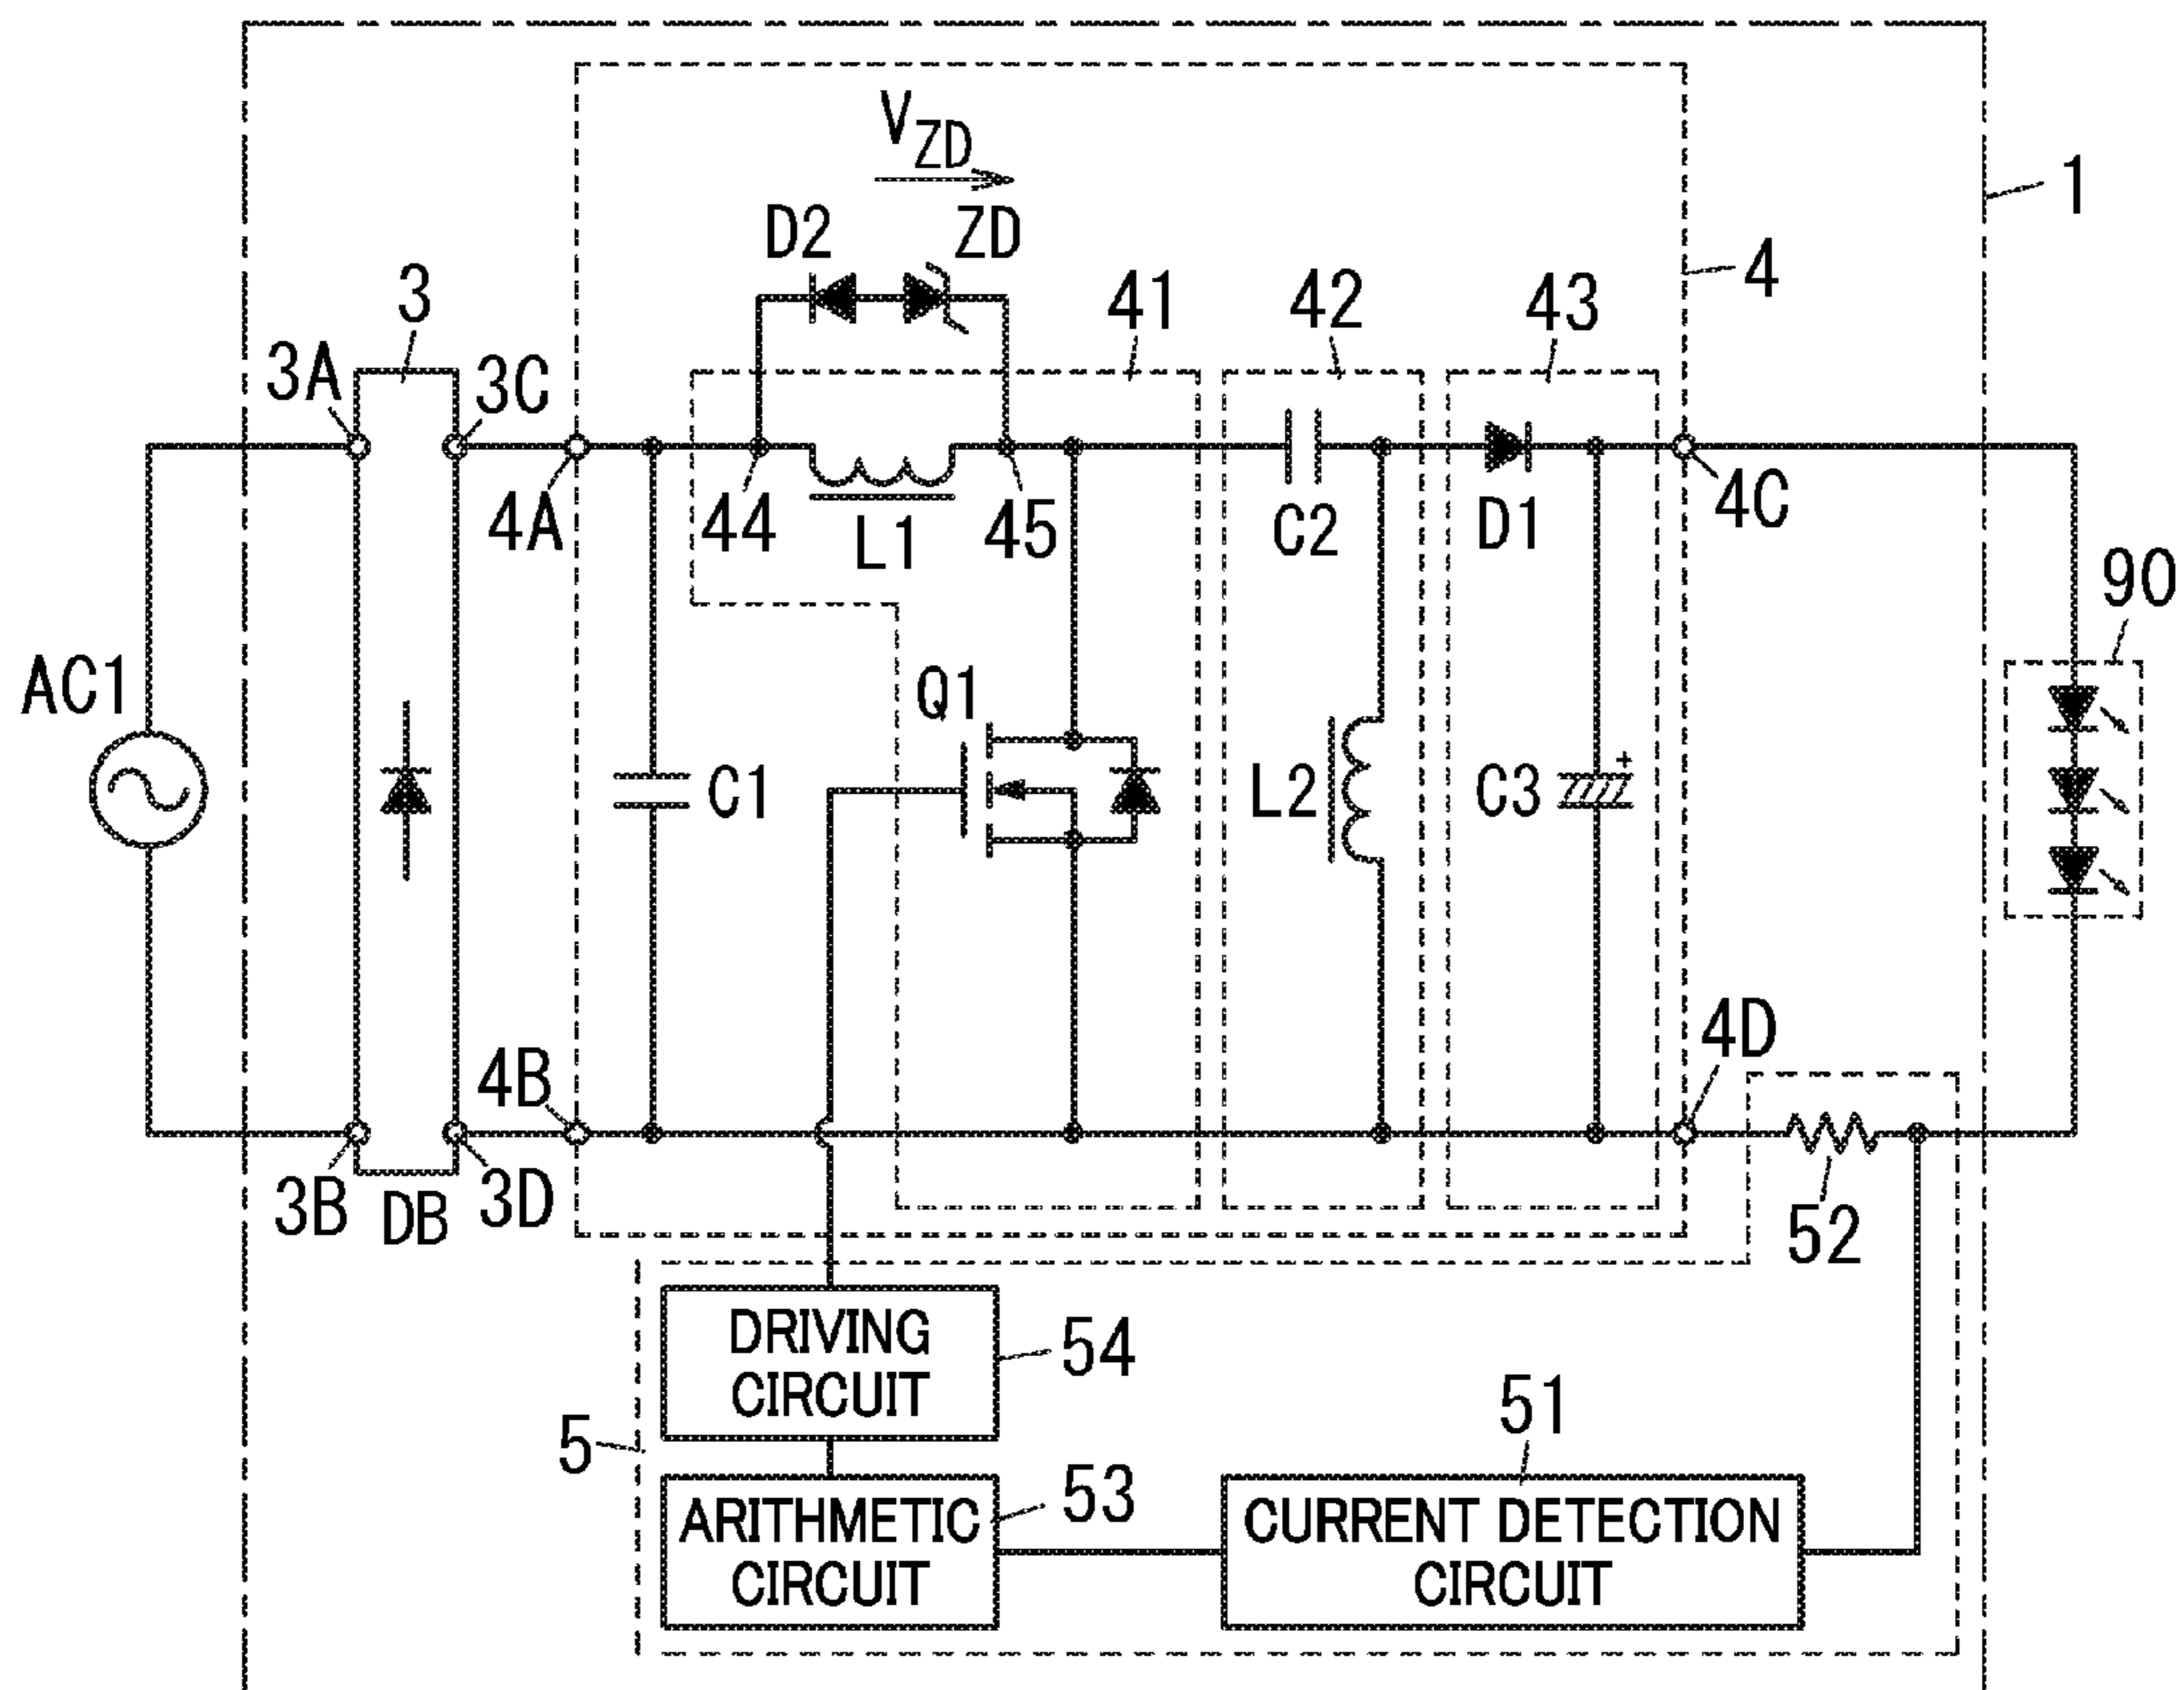 V
ZD
1
D2
ZD
3
41
42
43
4
3A
3C
4A
44
L1
45
C2
D1
4C
90
AC1
Q1
C1
L2
C3
+
4D
4B
3B
DB
3D
52
DRIVING
CIRCUIT
54
5
51
ARITHMETIC
CIRCUIT
53
CURRENT DETECTION
CIRCUIT